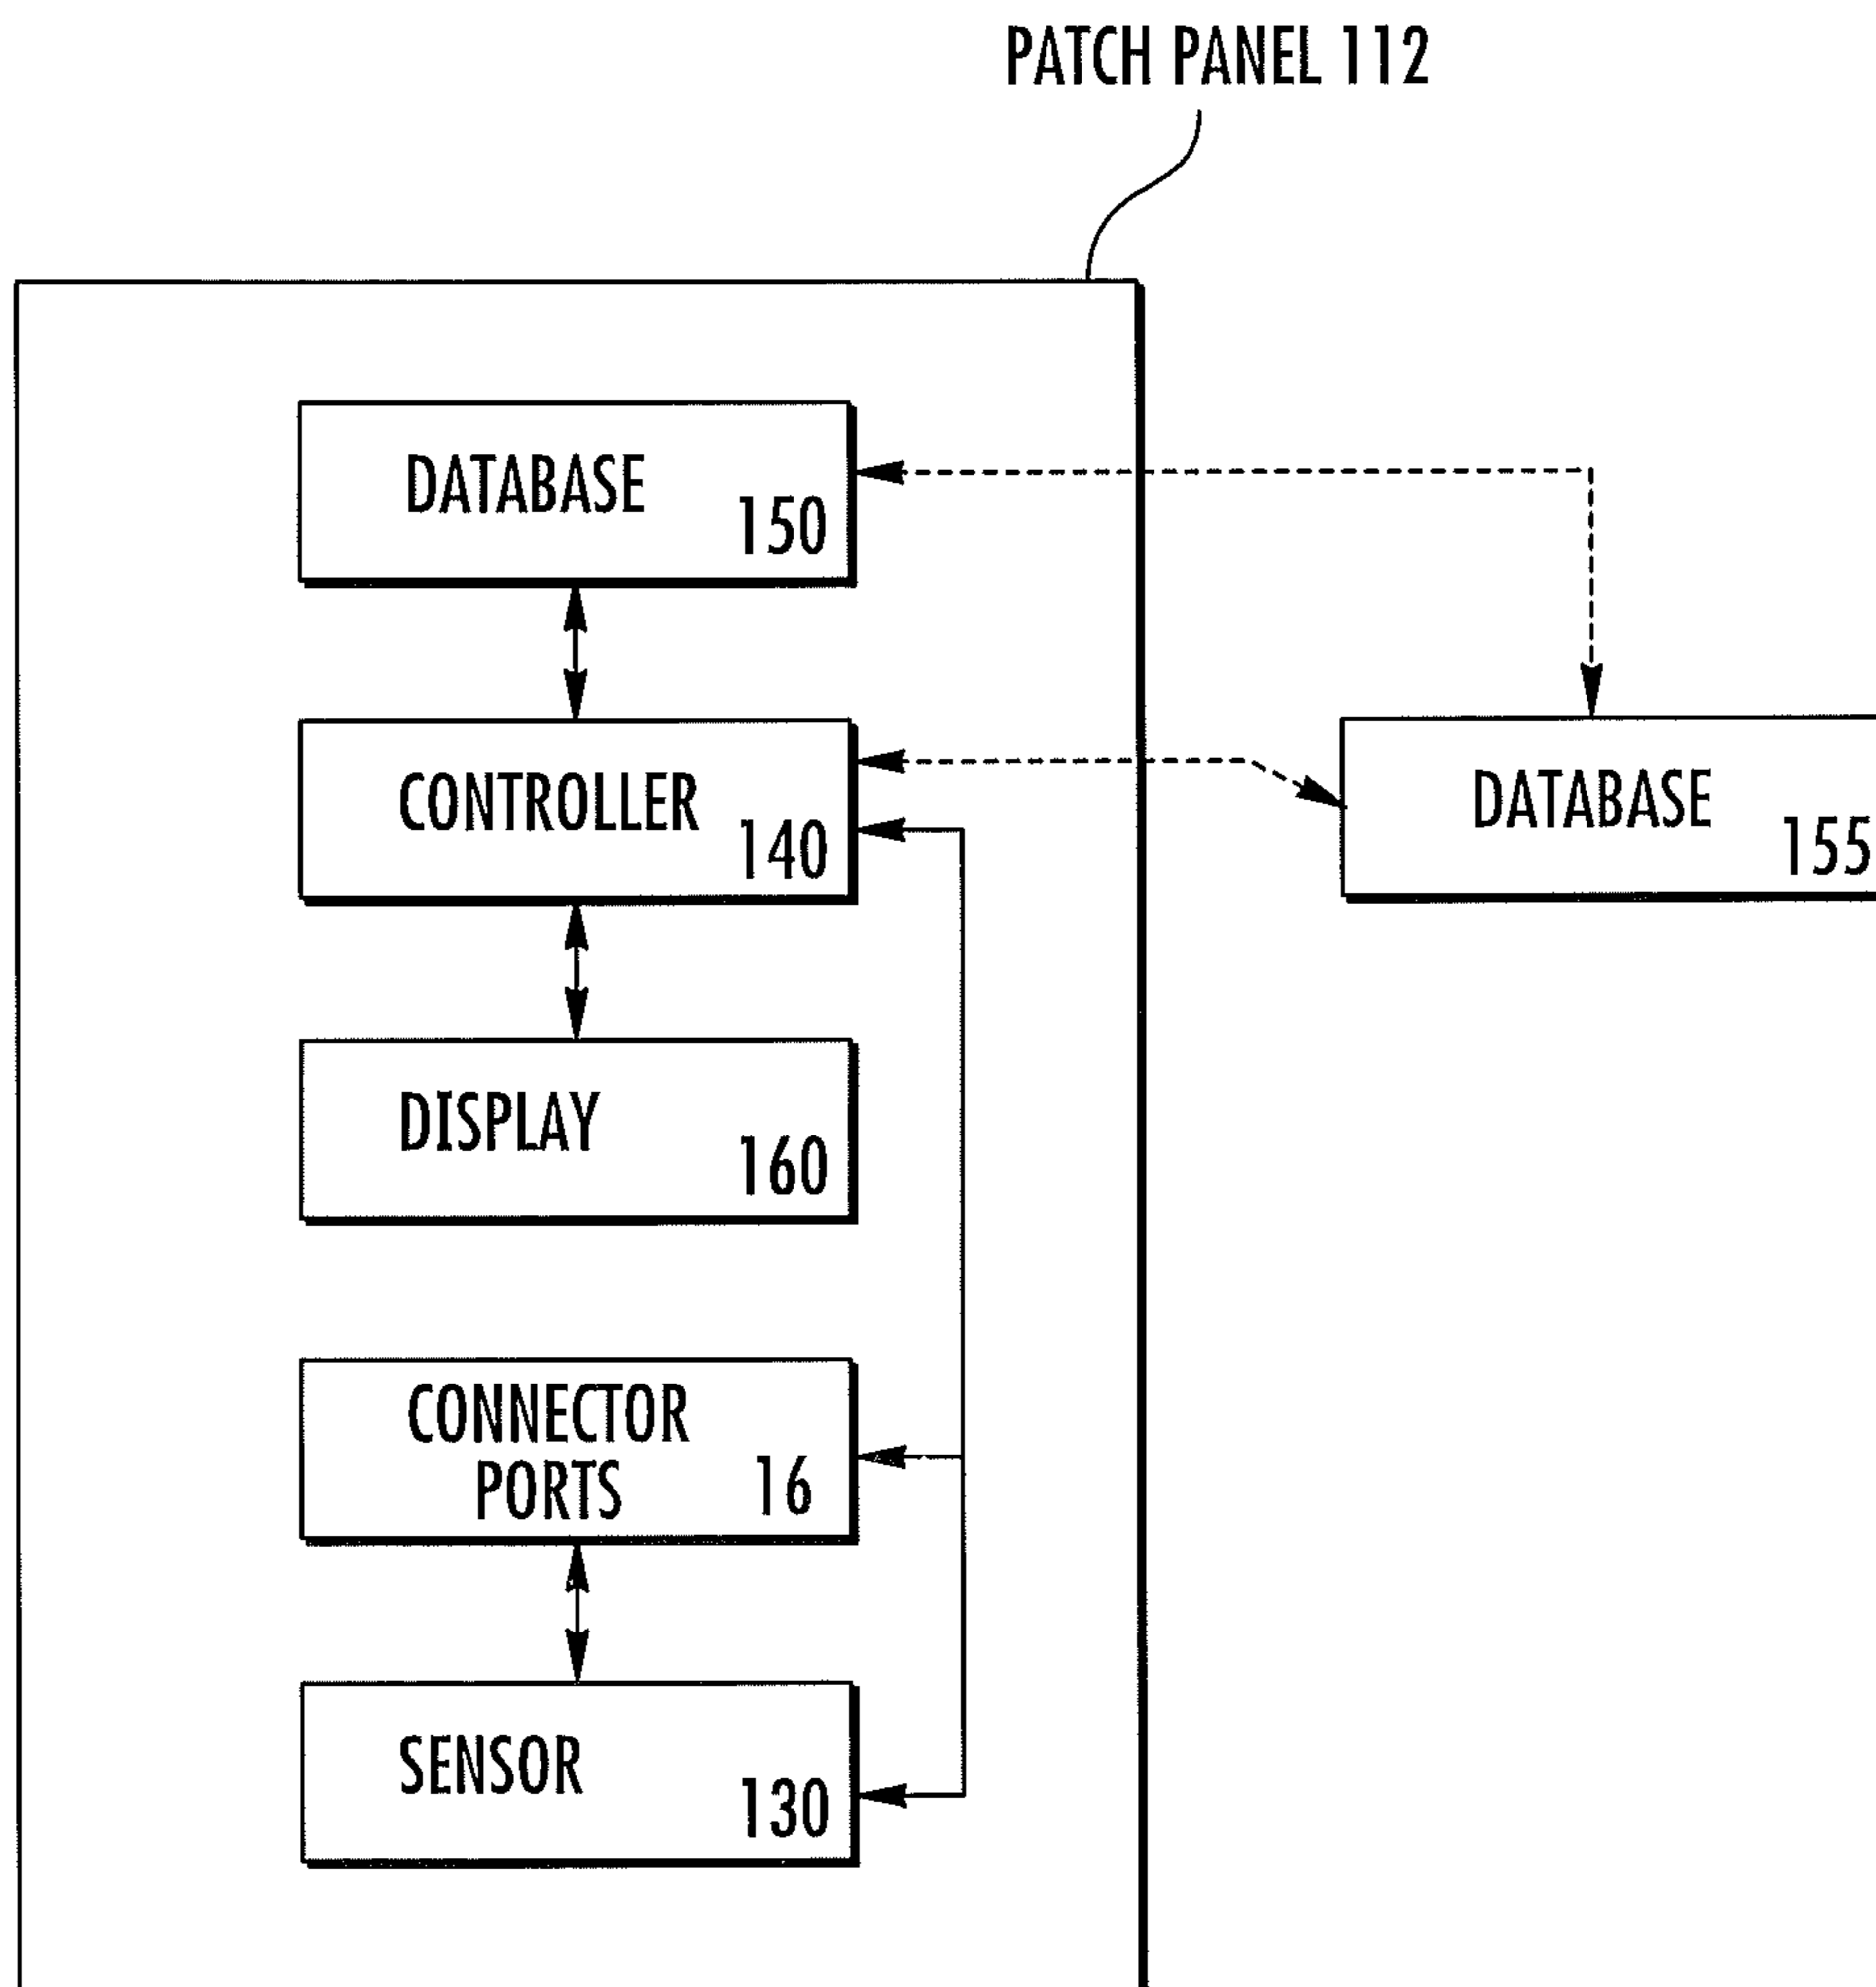 PATCH PANEL 112
DATABASE
150
CONTROLLER
140
DATABASE
155
DISPLAY
160
CONNECTOR
PORTS
16
SENSOR
130